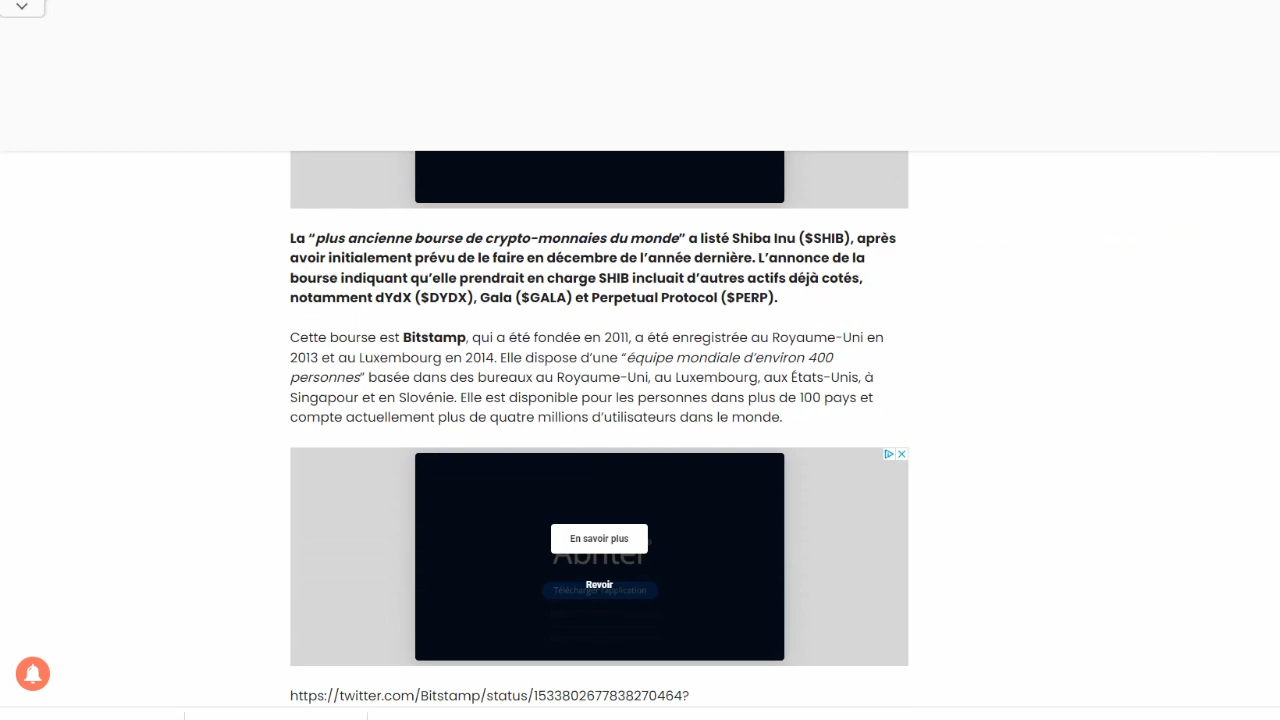 La “plus ancienne bourse de crypto-monnaies du monde” a listé Shiba Inu ($SHIB), après
avoir initialement prévu de le faire en décembre de l’année dernière. L’annonce de la
bourse indiquant qu’elle prendrait en charge SHIB incluait d’autres actifs déjà cotés,
notamment dYdX ($DYDX), Gala ($GALA) et Perpetual Protocol ($PERP).
Cette bourse est Bitstamp, qui a été fondée en 2011, a été enregistrée au Royaume-Uni en
2013 et au Luxembourg en 2014. Elle dispose d’une “équipe mondiale d’environ 400
personnes” basée dans des bureaux au Royaume-Uni, au Luxembourg, aux États-Unis, à
Singapour et en Slovénie. Elle est disponible pour les personnes dans plus de 100 pays et
compte actuellement plus de quatre millions d’utilisateurs dans le monde.
En savoir plus
Abriter
Revoir
Télécharger l'application
https://twitter.com/Bitstamp/status/1533802677838270464?